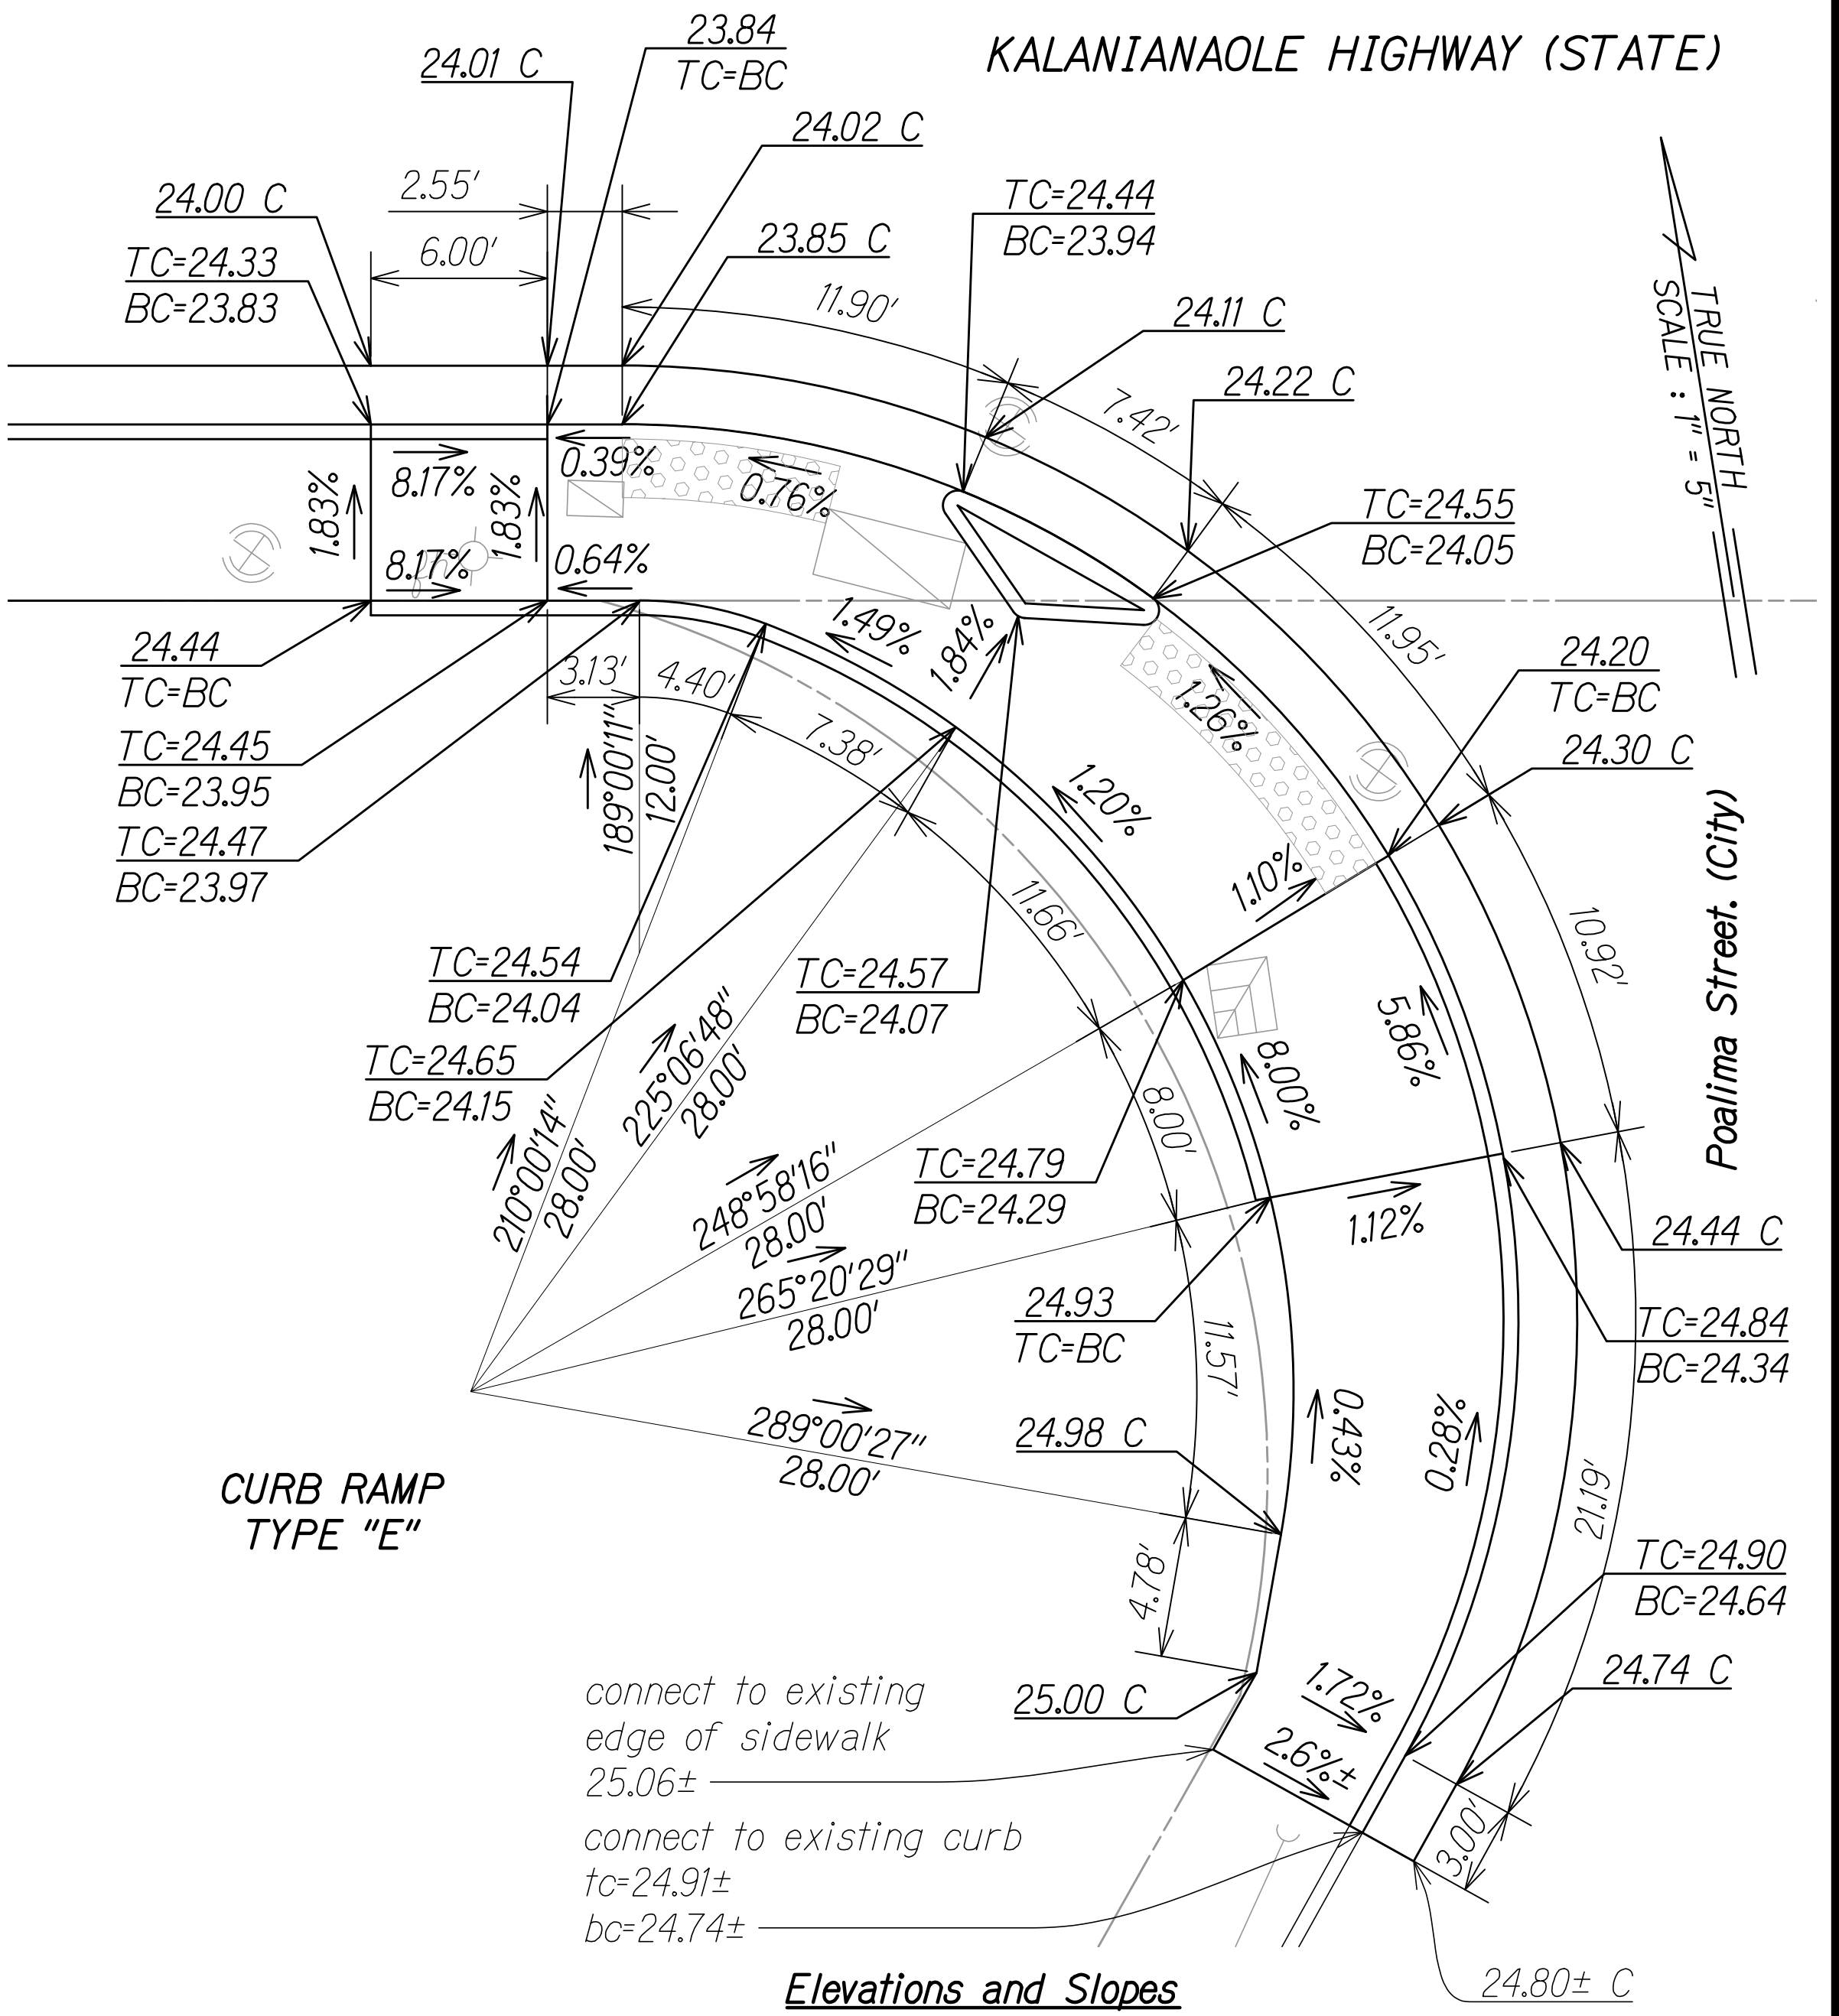 KALANIANAOLE HIGHWAY (STATE)
23.84
TC=BC
24.01 C
24.02 C
24.00 C
2.55'
TC=24.44
BC=23.94
TC=24.33
BC=23.83
6.00'
23.85 C
11.90'
24.11 C
TRUE NORTH
SCALE : 1" = 5'
24.22 C
7.42'
0.39%
0.76%
8.17%
1.83%
1.83%
8.17%
0.64%
TC=24.55
BC=24.05
1.49%
1.84%
11.95'
24.44
TC=BC
24.20
TC=BC
3.13'
4.40'
1.26%
TC=24.45
BC=23.95
189°00'11"
12.00'
7.38'
24.30 C
1.20%
TC=24.47
BC=23.97
1.10%
11.66'
10.92'
Poalima Street. (City)
TC=24.54
BC=24.04
TC=24.57
BC=24.07
5.86%
TC=24.65
BC=24.15
225°06'48"
28.00'
8.00%
8.00'
210°00'14"
28.00'
TC=24.79
BC=24.29
248°58'16"
28.00'
1.12%
24.44 C
265°20'29"
28.00'
24.93
TC=BC
TC=24.84
BC=24.34
11.57'
0.43%
0.28%
289°00'27"
28.00'
24.98 C
CURB RAMP
TYPE "E"
21.19'
4.78'
TC=24.90
BC=24.64
24.74 C
1.72%
25.00 C
connect to existing
edge of sidewalk
25.06±
2.6%±
connect to existing curb
tc=24.91±
bc=24.74±
3.00'
24.80± C
Elevations and Slopes